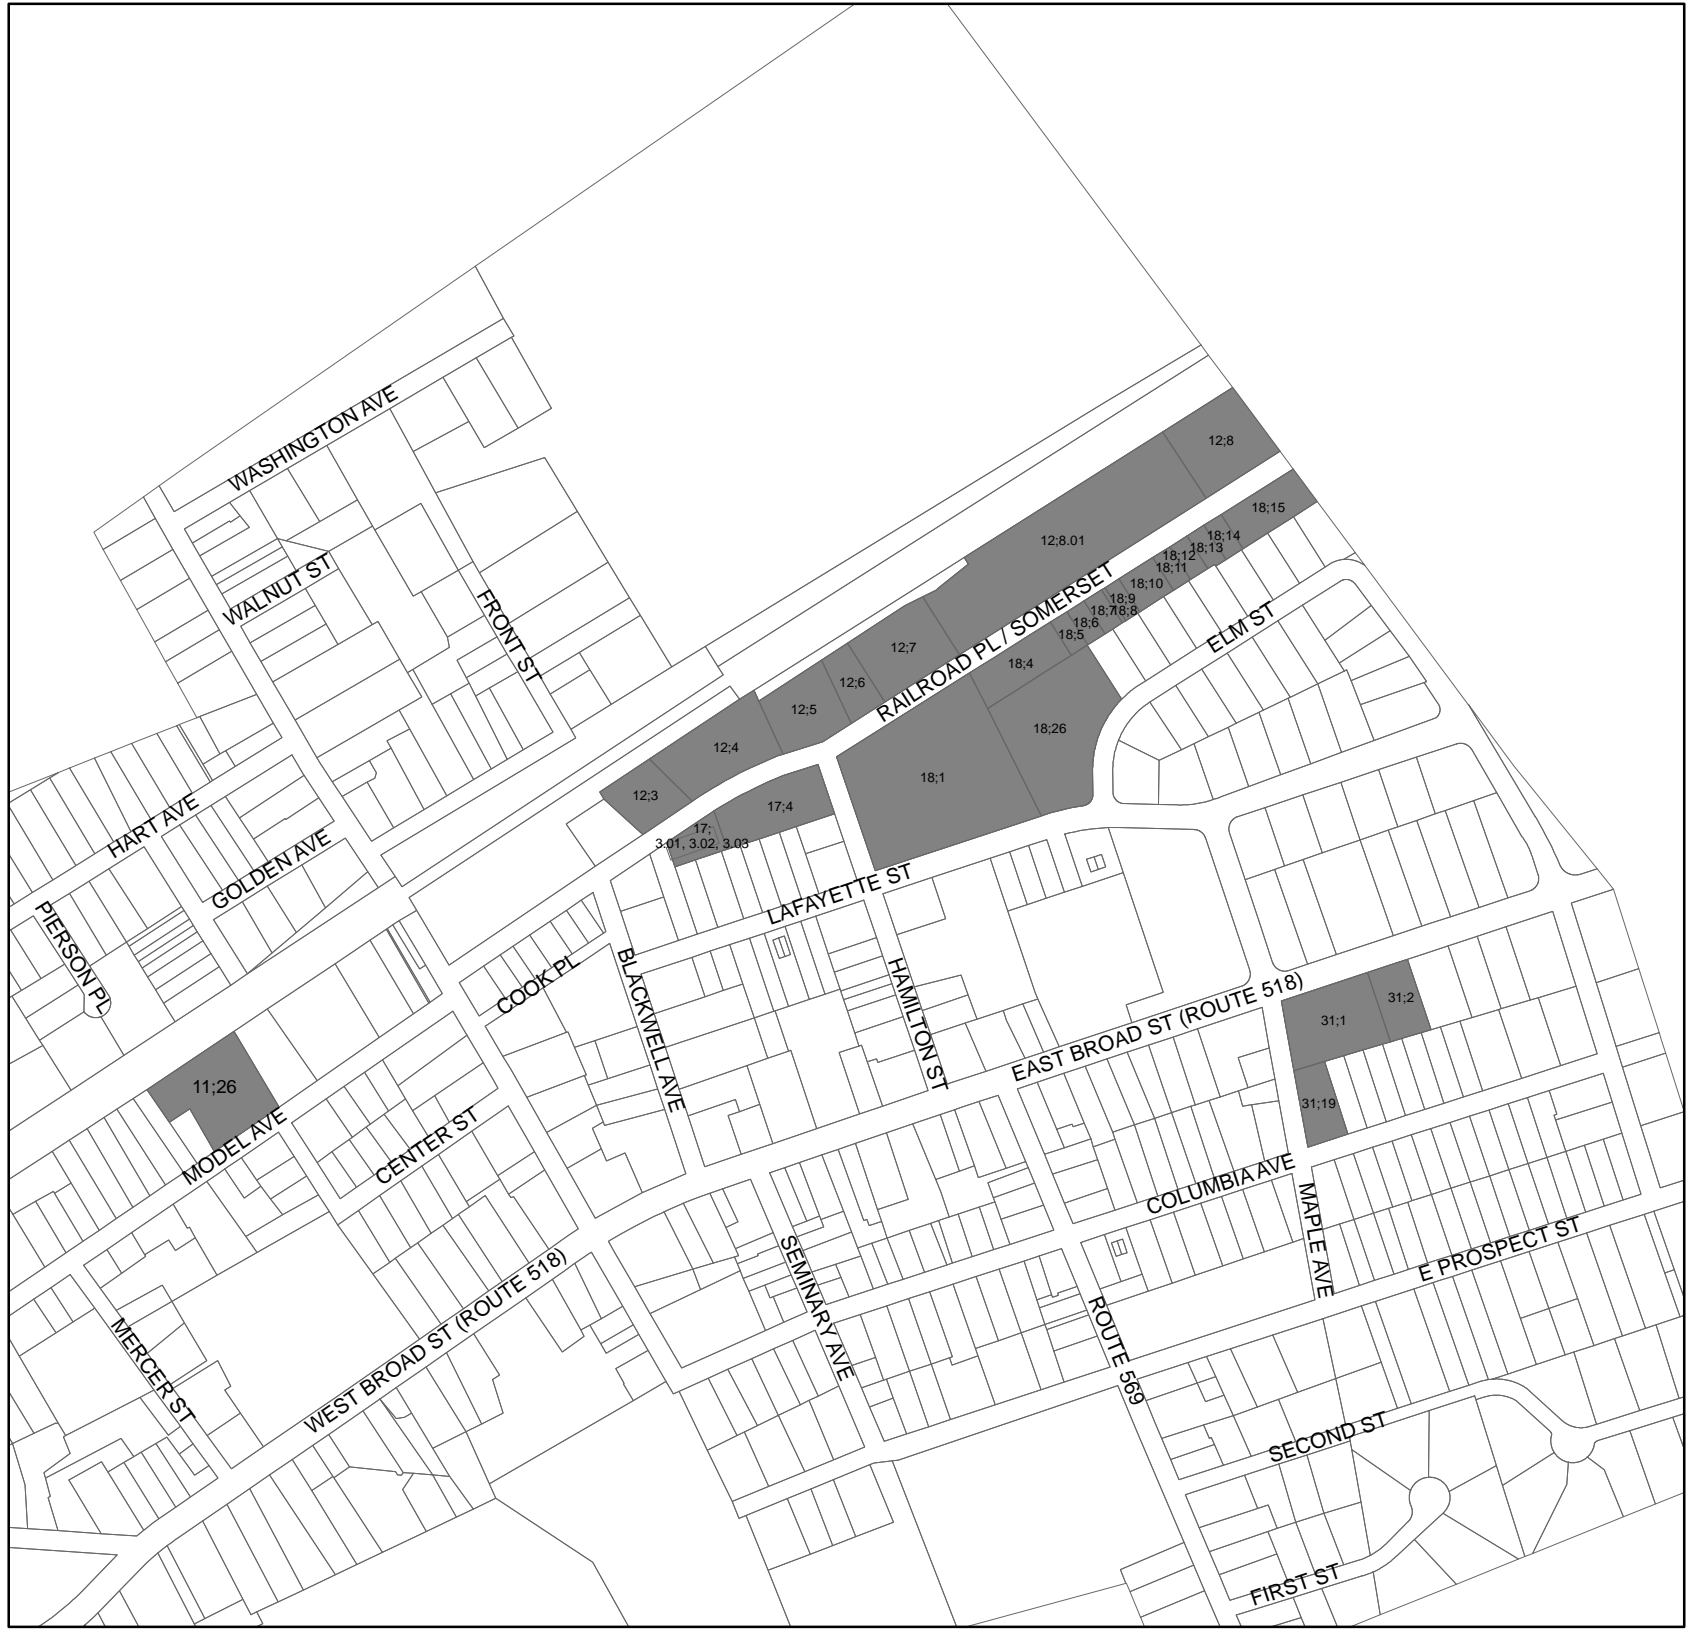 WASHINGTON AVE
12;8
18;15
12;8.01
18;14
18;13
18;12
18;11
WALNUT ST
FRONT ST
18;10
18;9
18;8
18;7
18;6
18;5
ELM ST
RAILROAD PL / SOMERSET
12;7
18;4
12;6
12;5
18;26
12;4
18;1
12;3
17;4
17;
3.01, 3.02, 3.03
HART AVE
GOLDEN AVE
LAFAYETTE ST
PIERSON PL
COOK PL
BLACKWELL AVE
HAMILTON ST
EAST BROAD ST (ROUTE 518)
31;2
31;1
11;26
31;19
MODEL AVE
CENTER ST
COLUMBIA AVE
MAPLE AVE
E PROSPECT ST
SEMINARY AVE
WEST BROAD ST (ROUTE 518)
ROUTE 569
MERCER ST
SECOND ST
FIRST ST